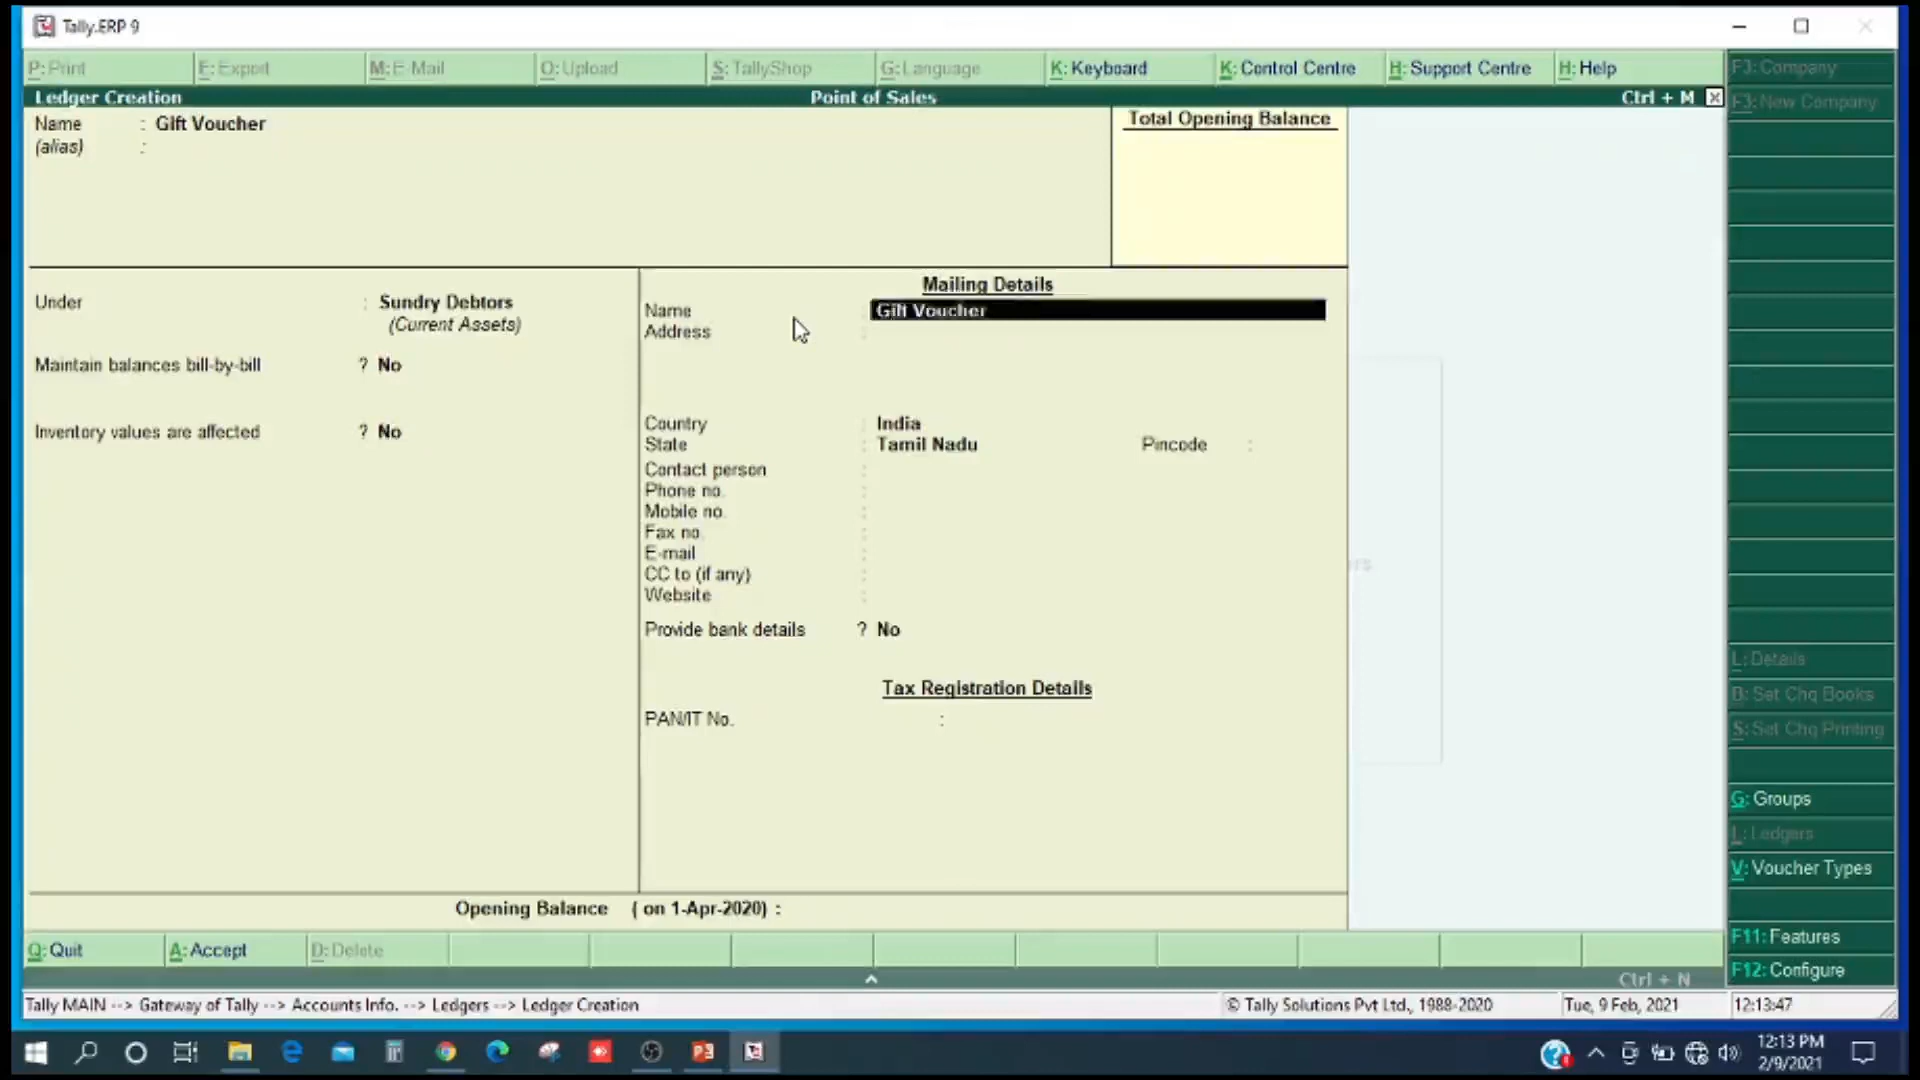 Tally.ERP 9
P: Print E: Export M: E-Mail O: Upload S: TallyShop G: Language K: Keyboard K: Control Centre H: Support Centre H: Help F3: Company
Ledger Creation Point of Sales Ctrl + M
F3: New Company
Name : Gift Voucher
(alias) :
Total Opening Balance
Under : Sundry Debtors
(Current Assets)
Maintain balances bill-by-bill ? No
Inventory values are affected ? No
Mailing Details
Name : Gift Voucher
Address :
Country : India
State : Tamil Nadu Pincode :
Contact person :
Phone no. :
Mobile no. :
Fax no. :
E-mail :
CC to (if any) :
Website :
Provide bank details ? No
Tax Registration Details
PAN/IT No. :
L: Details
B: Set Chq Books
S: Set Chq Printing
G: Groups
L: Ledgers
V: Voucher Types
F11: Features
F12: Configure
Opening Balance ( on 1-Apr-2020) :
Q: Quit A: Accept D: Delete
Ctrl + N
Tally MAIN --> Gateway of Tally --> Accounts Info. --> Ledgers --> Ledger Creation © Tally Solutions Pvt Ltd., 1988-2020 Tue, 9 Feb, 2021 12:13:47
12:13 PM
2/9/2021